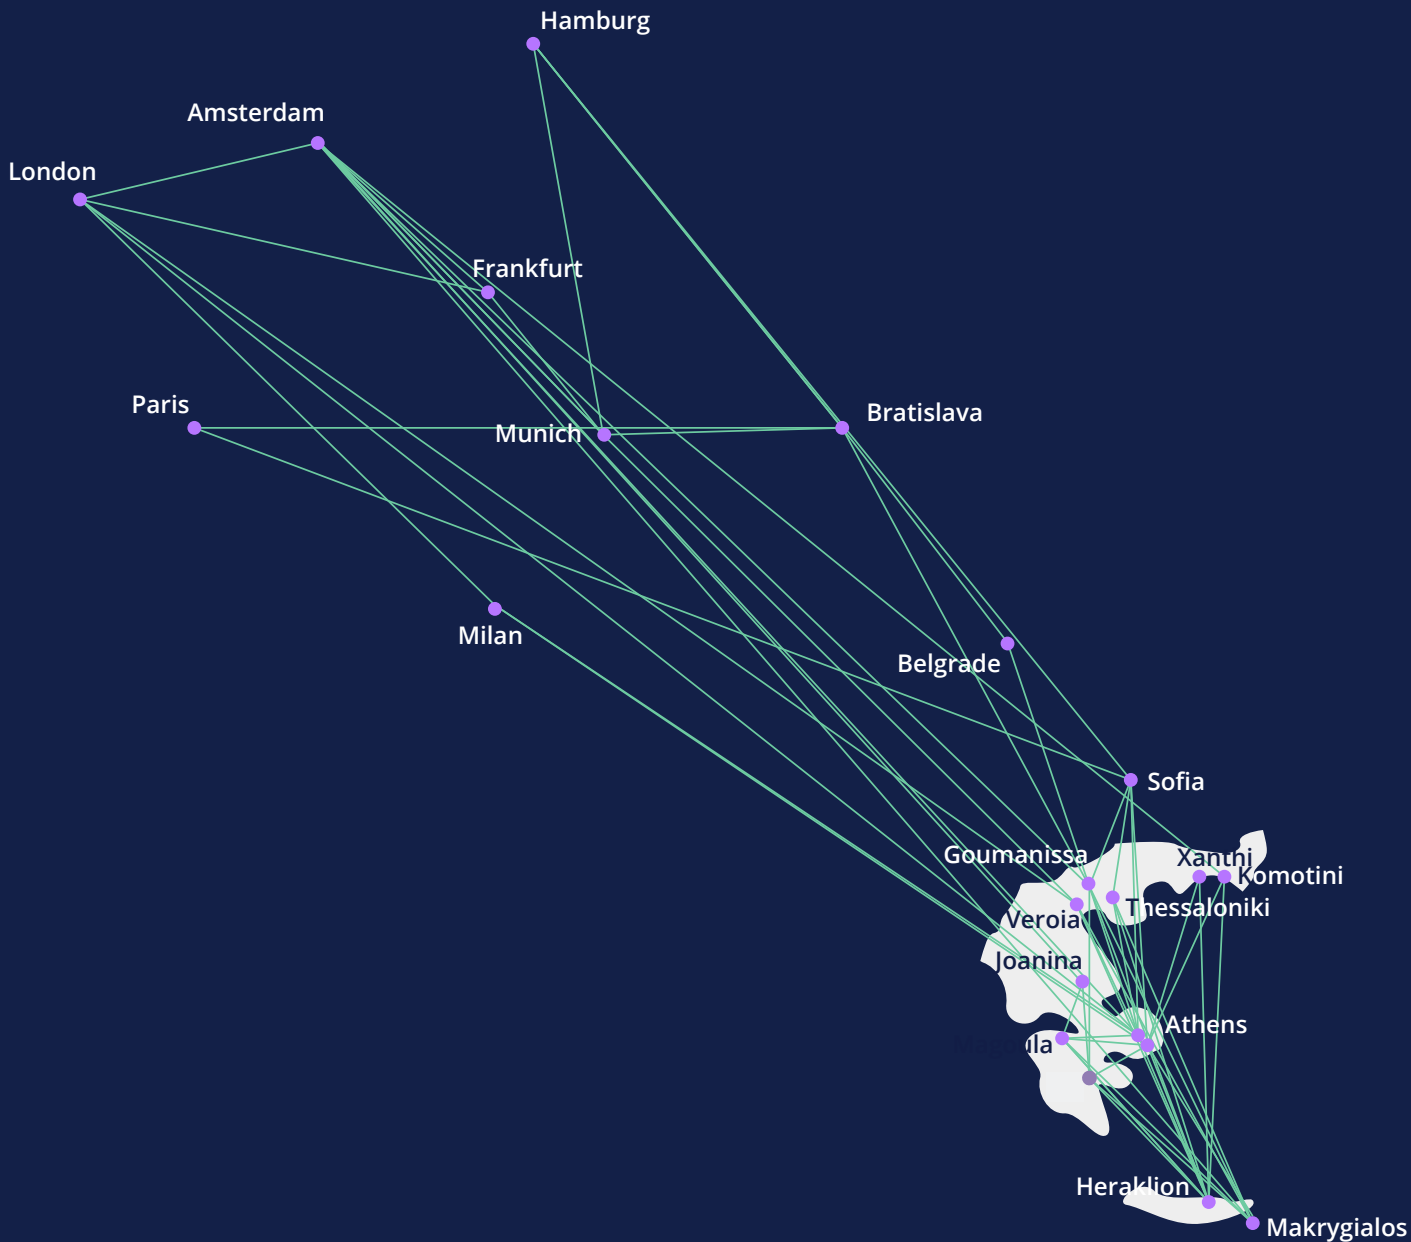 Hamburg
Amsterdam
London
Frankfurt
Paris
Bratislava
Munich
Milan
Belgrade
Sofia
Goumanissa
Xanthi
Komotini
Thessaloniki
Veroia
Joanina
Athens
Magoula
Heraklion
Makrygialos